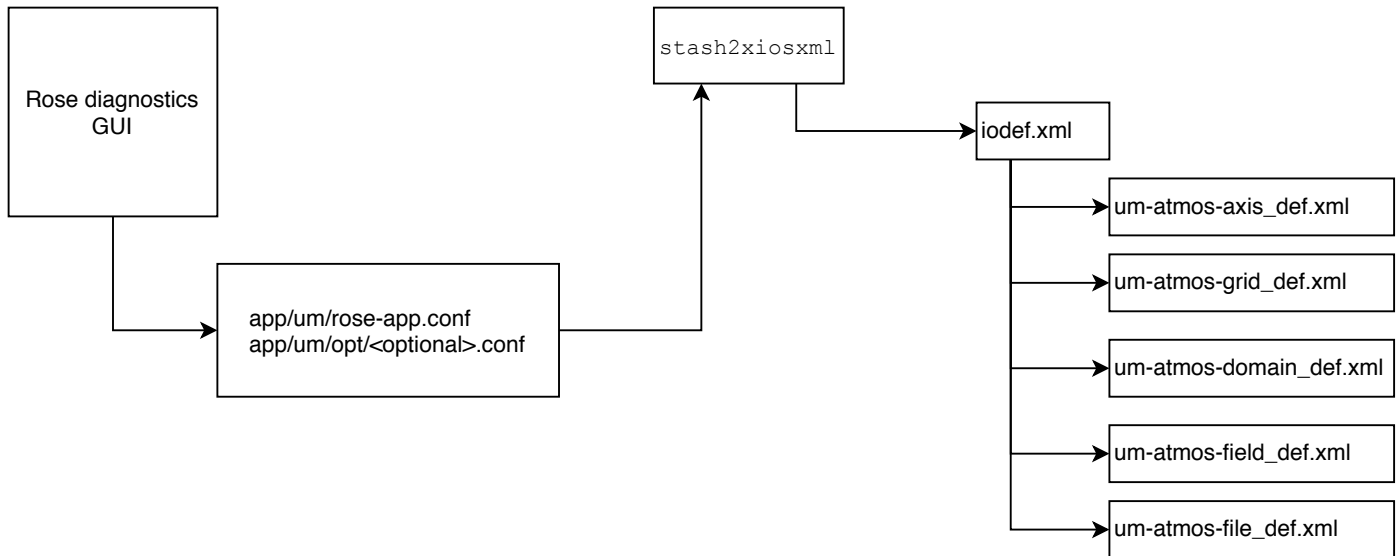 Rose diagnostics
GUI
app/um/rose-app.conf
app/um/opt/<optional>.conf
stash2xiosxml
iodef.xml
um-atmos-axis_def.xml
um-atmos-grid_def.xml
um-atmos-domain_def.xml
um-atmos-field_def.xml
um-atmos-file_def.xml